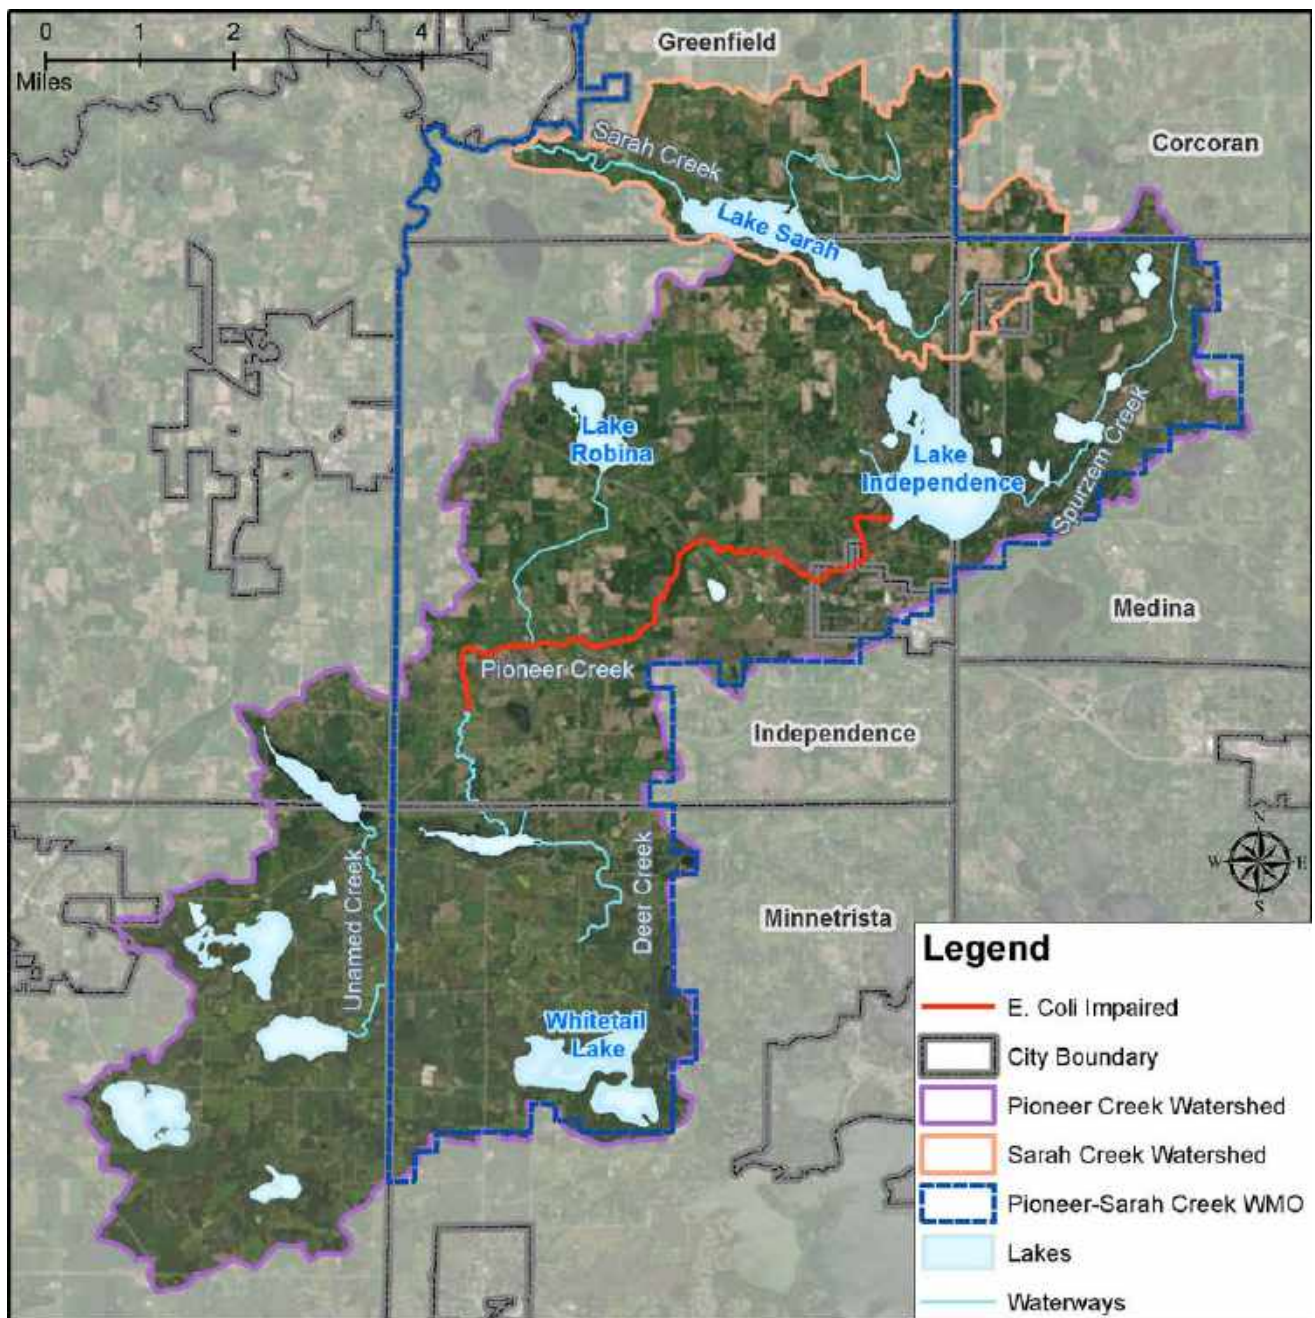 0 2 4
Miles
Greenfield
Corcoran
Sarah Creek
Lake Sarah
Lake
Robina
Lake
Independence
Spurzem Creek
Medina
Pioneer Creek
Independence
Unamed Creek
Deer Creek
Minnetrista
N
W E
S
Whitetail
Lake
Legend
E. Coli Impaired
City Boundary
Pioneer Creek Watershed
Sarah Creek Watershed
Pioneer-Sarah Creek WMO
Lakes
Waterways